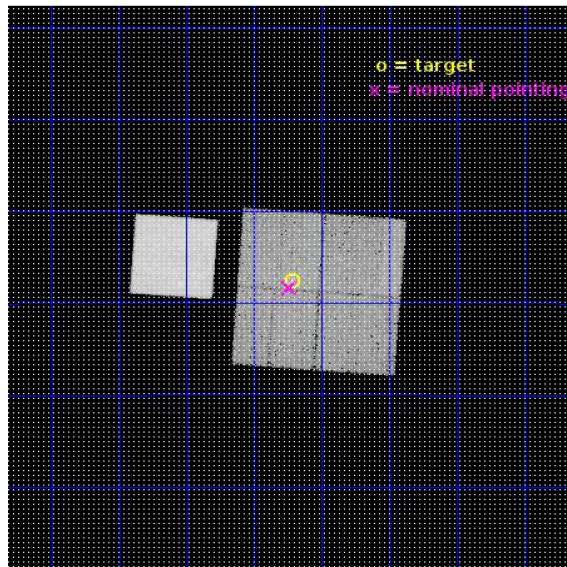 o = target
x = nominal pointing